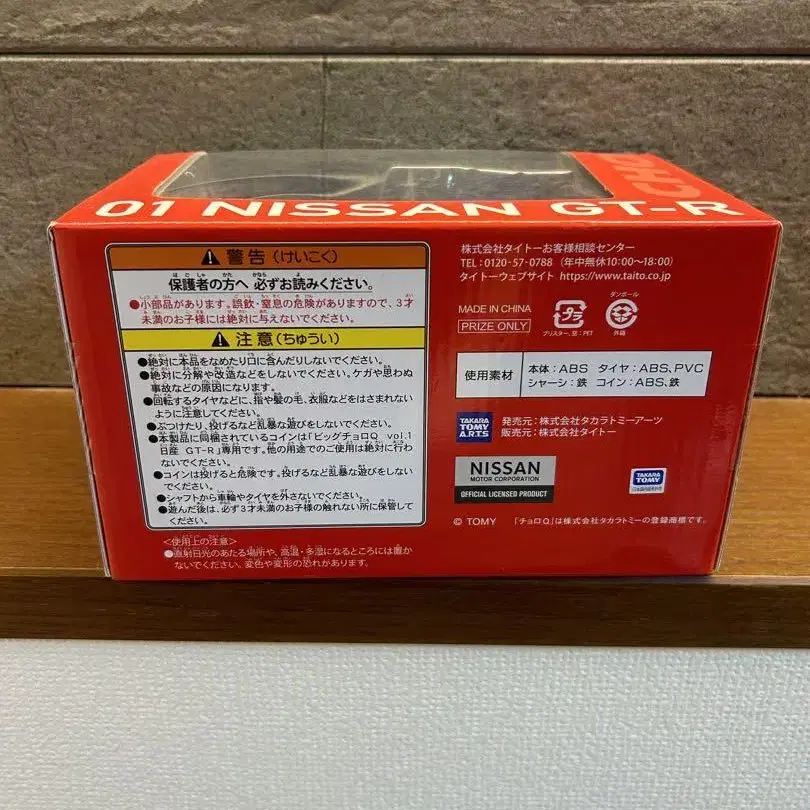 CHO
01 NISSAN GT-R
警告(けいこく)
保護者の方へ 必ずお読みください。
●小部品があります。誤飲・窒息の危険がありますので、3才
未満のお子様には絶対に与えないでください。
注意(ちゅうい)
●絶対に本品をなめたり口に含んだりしないでください。
●絶対に分解や改造などをしないでください。ケガや思わぬ
事故などの原因になります。
●回転するタイヤなどに、指や髪の毛、衣服などをはさまれない
ように注意してください。
●ぶつけたり、投げるなど乱暴な遊びをしないでください。
●本製品に同梱されているコインは「ビッグチョロQ vol.1
日産 GT-R」専用です。他の用途でのご使用は絶対に行わ
ないでください。
●コインは投げると危険です。投げるなど乱暴な遊びをしない
でください。
●シャフトから車輪やタイヤを外さないでください。
●遊んだ後は、必ず3才未満のお子様の触れない所に保管して
ください。
<使用上の注意>
●直射日光のあたる場所や、高温・多湿になるところには置か
ないでください。変色や変形の恐れがあります。
株式会社タイトーお客様相談センター
TEL:0120-57-0788 (年中無休10:00~18:00)
タイトーウェブサイト https://www.taito.co.jp
MADE IN CHINA
PRIZE ONLY
プラ
ブリスター、窓:PET
ダンボール
外箱
使用素材
本体:ABS タイヤ:ABS、PVC
シャーシ:鉄 コイン:ABS、鉄
TAKARA TOMY A.R.T.S
発売元:株式会社タカラトミーアーツ
販売元:株式会社タイトー
NISSAN
MOTOR CORPORATION
OFFICIAL LICENSED PRODUCT
TAKARA TOMY
© TOMY 「チョロQ」は株式会社タカラトミーの登録商標です。